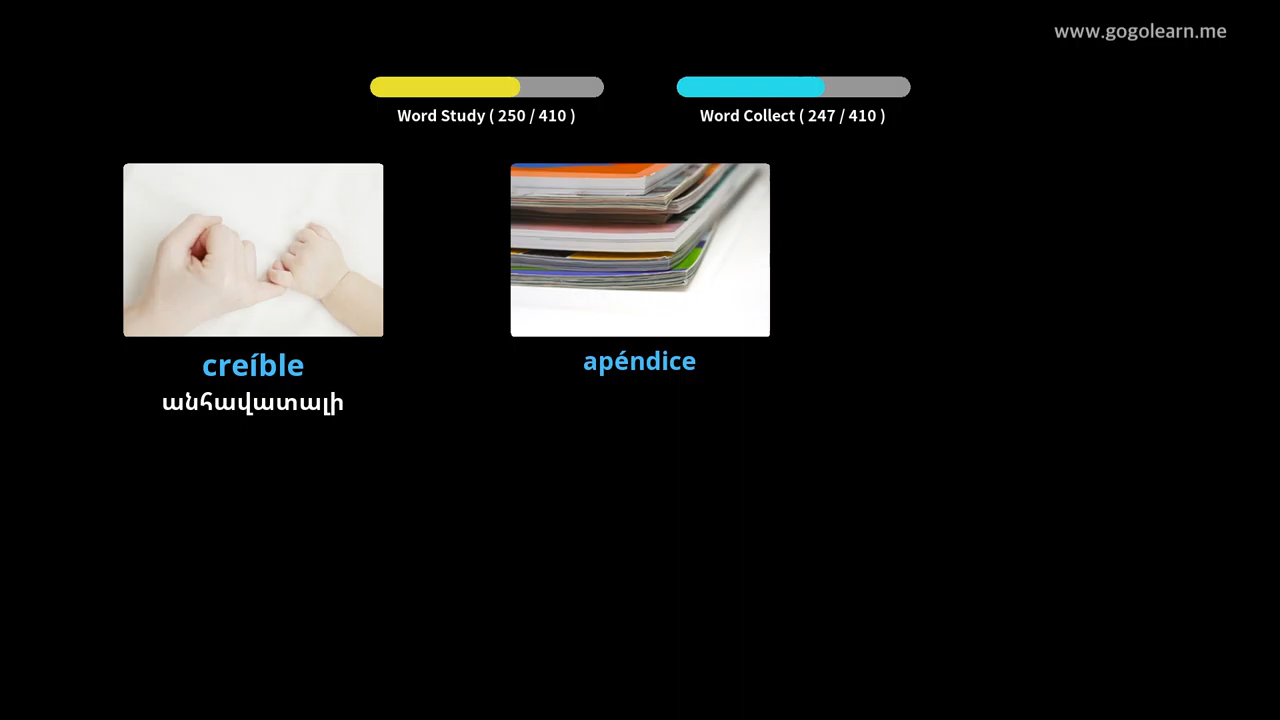 www.gogolearn.me
Word Study ( 250 / 410 )
Word Collect ( 247 / 410 )
creíble
անհավատալի
apéndice